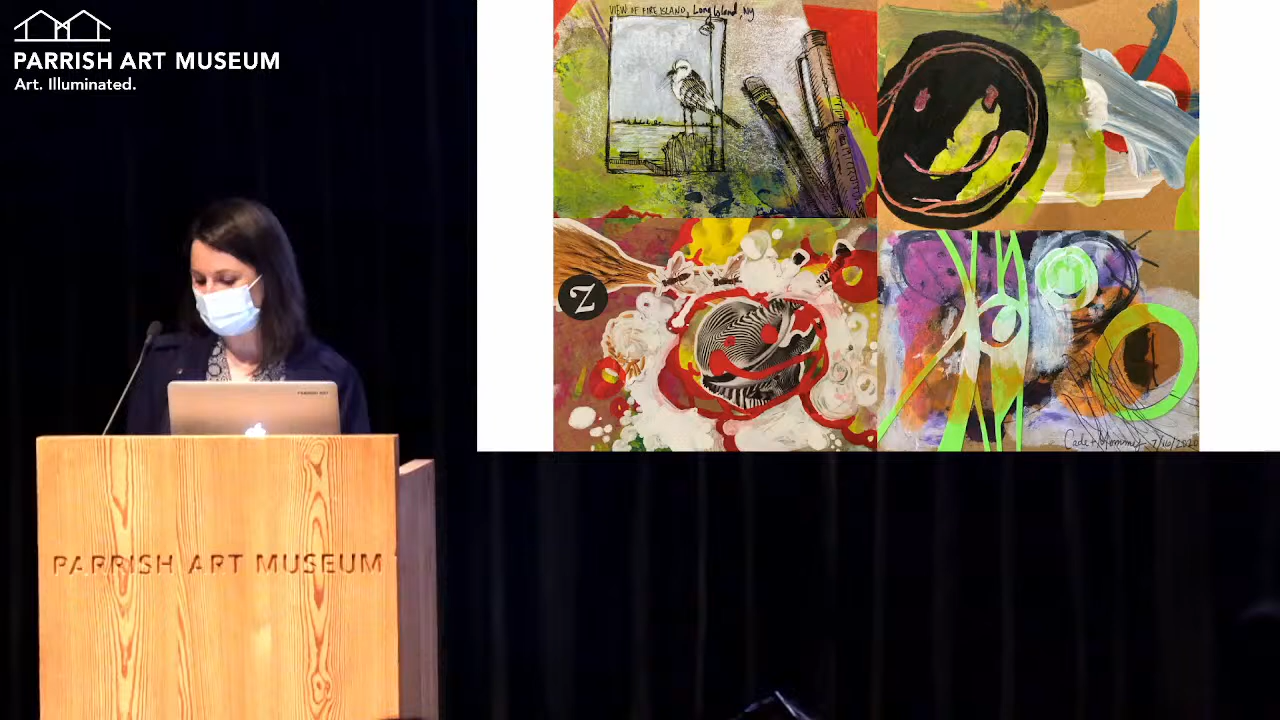 PARRISH ART MUSEUM
Art. Illuminated.
VIEW OF FIRE ISLAND, Long Island, NY
Z
PARRISH ART MUSEUM